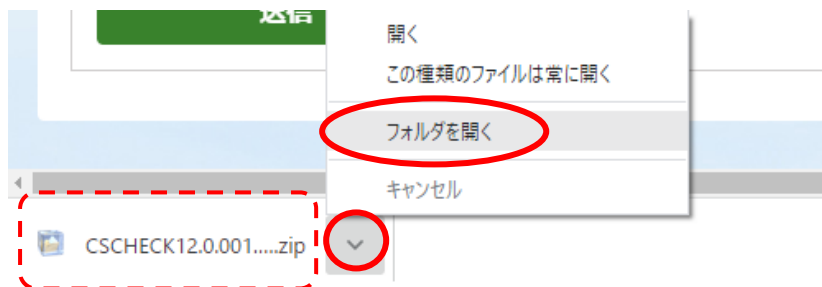 送信
開く
この種類のファイルは常に開く
フォルダを開く
キャンセル
CSCHECK12.0.001.....zip